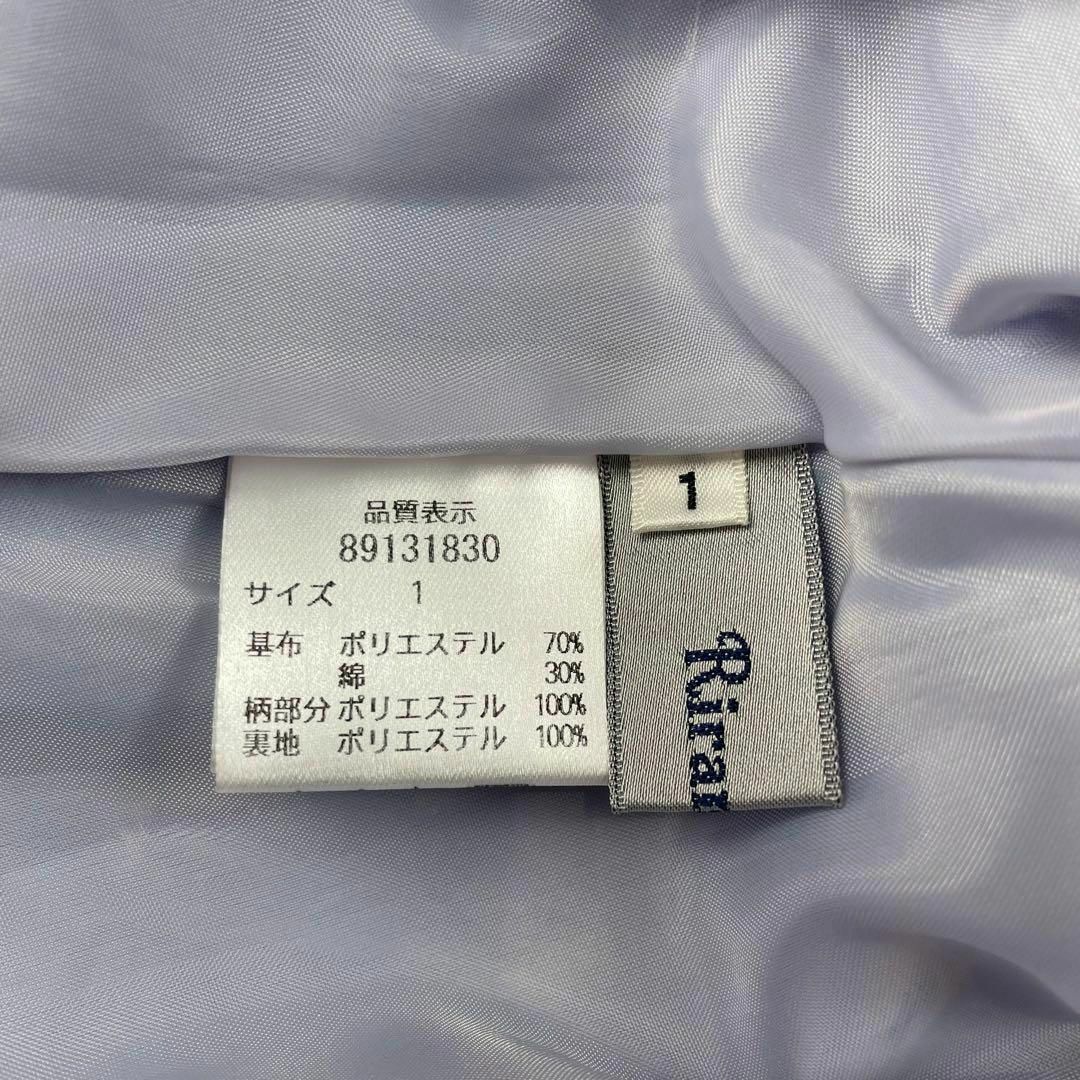 品質表示
89131830
サイズ 1
基布 ポリエステル 70%
綿 30%
柄部分 ポリエステル 100%
裏地 ポリエステル 100%
1